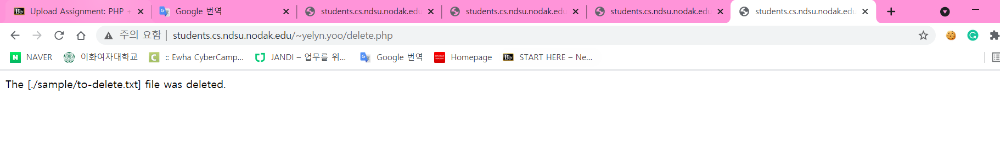 Bb Upload Assignment: PHP + Google 번역 students.cs.ndsu.nodak.edu students.cs.ndsu.nodak.edu students.cs.ndsu.nodak.edu students.cs.ndsu.nodak.edu
주의 요함 | students.cs.ndsu.nodak.edu/~yelyn.yoo/delete.php
N NAVER 이화여자대학교 C :: Ewha CyberCamp... JANDI – 업무를 위... Google 번역 Homepage Bb START HERE – Ne...
The [./sample/to-delete.txt] file was deleted.